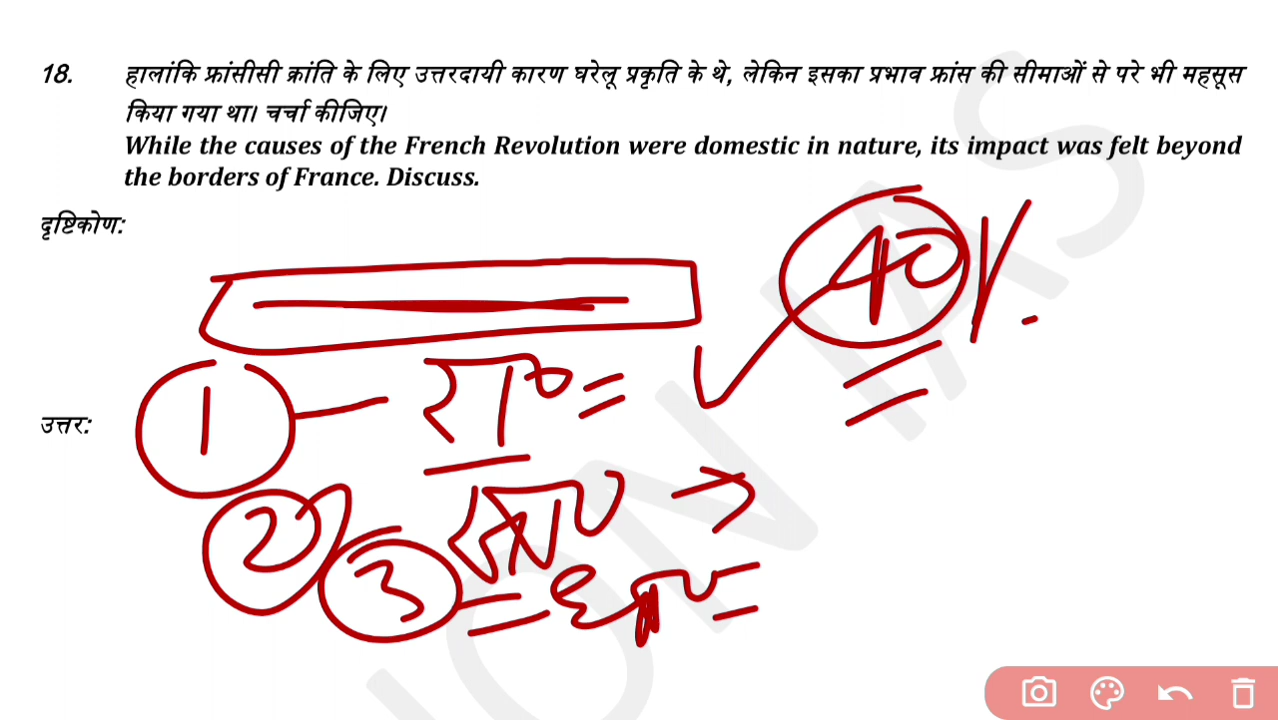 18. हालांकि फ्रांसीसी क्रांति के लिए उत्तरदायी कारण घरेलू प्रकृति के थे, लेकिन इसका प्रभाव फ्रांस की सीमाओं से परे भी महसूस
किया गया था। चर्चा कीजिए।
While the causes of the French Revolution were domestic in nature, its impact was felt beyond
the borders of France. Discuss.
दृष्टिकोण:
40%
1 – रा० =
उत्तर:
2
3